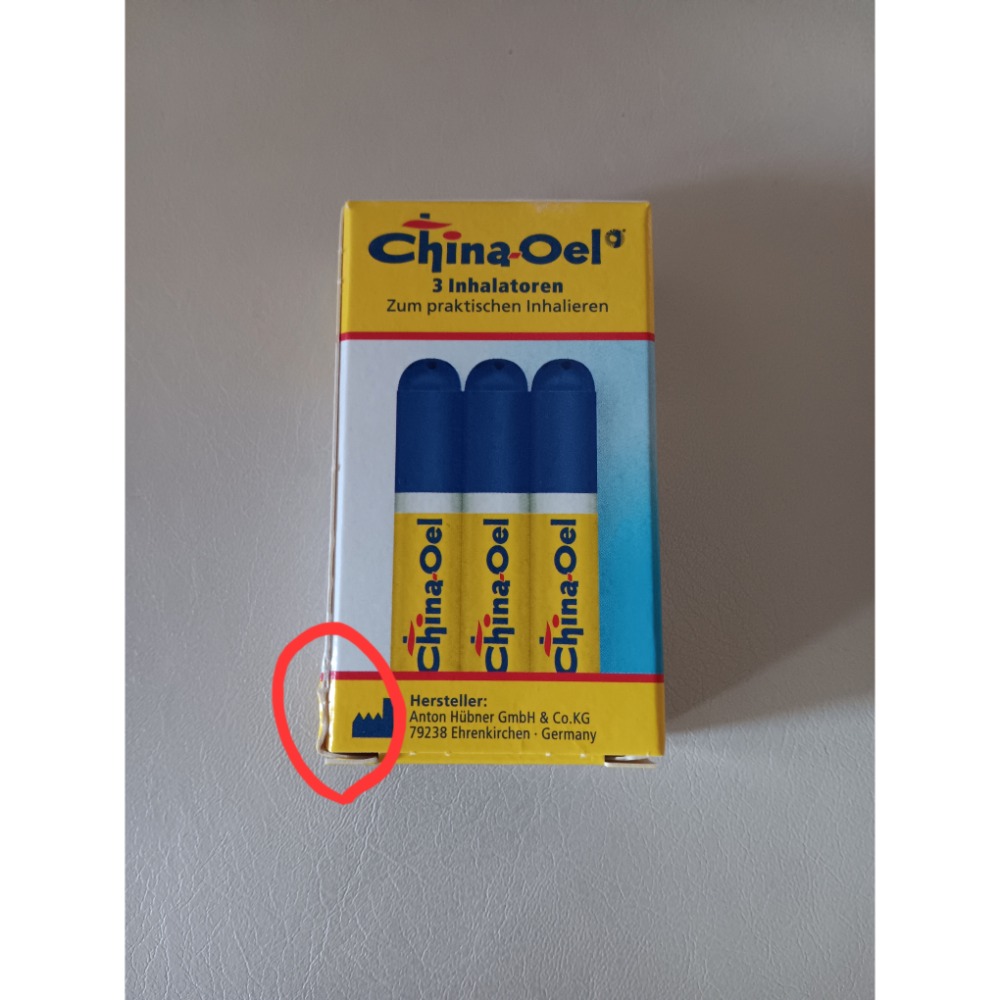 China-Oel
3 Inhalatoren
Zum praktischen Inhalieren
China-Oel
China-Oel
China-Oel
Hersteller:
Anton Hübner GmbH & Co.KG
79238 Ehrenkirchen · Germany